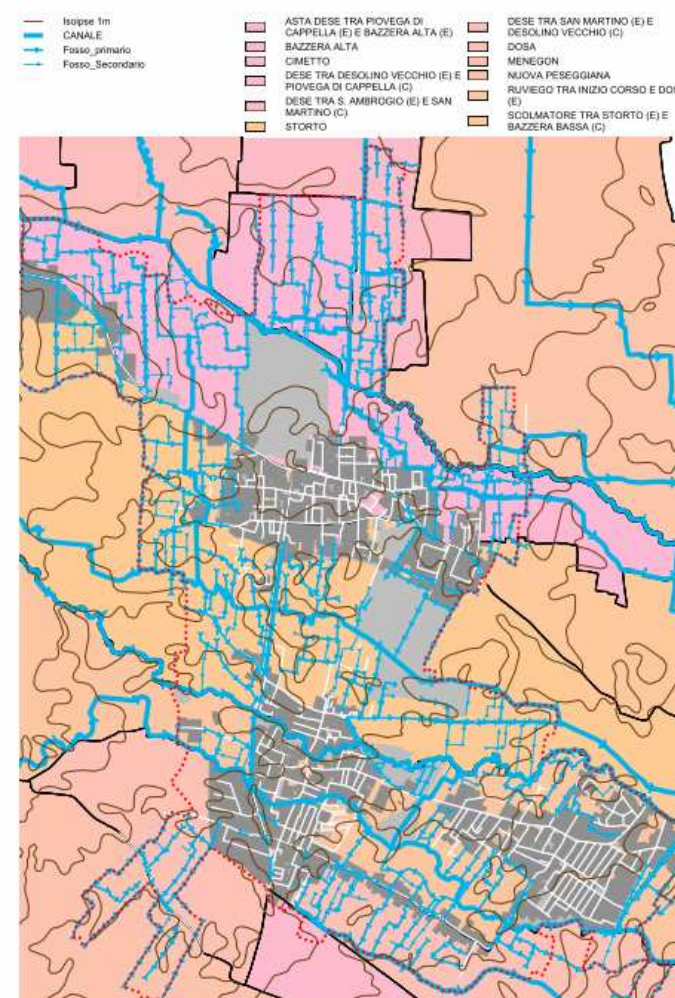 Isoipse 1m
CANALE
Fosso_primario
Fosso_Secondario
ASTA DESE TRA PIOVEGA DI
CAPPELLA (E) E BAZZERA ALTA (E)
BAZZERA ALTA
CIMETTO
DESE TRA DESOLINO VECCHIO (E) E
PIOVEGA DI CAPPELLA (C)
DESE TRA S. AMBROGIO (E) E SAN
MARTINO (C)
STORTO
DESE TRA SAN MARTINO (E) E
DESOLINO VECCHIO (C)
DOSA
MENEGON
NUOVA PESEGGIANA
RUVIEGO TRA INIZIO CORSO E DOS
(E)
SCOLMATORE TRA STORTO (E) E
BAZZERA BASSA (C)